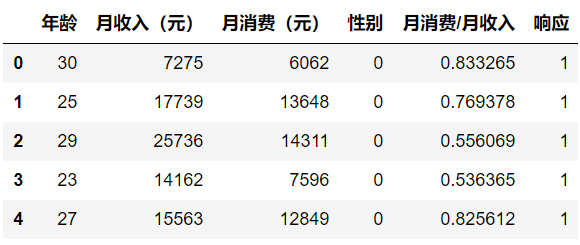 年龄 月收入（元） 月消费（元） 性别 月消费/月收入 响应
0 30 7275 6062 0 0.833265 1
1 25 17739 13648 0 0.769378 1
2 29 25736 14311 0 0.556069 1
3 23 14162 7596 0 0.536365 1
4 27 15563 12849 0 0.825612 1